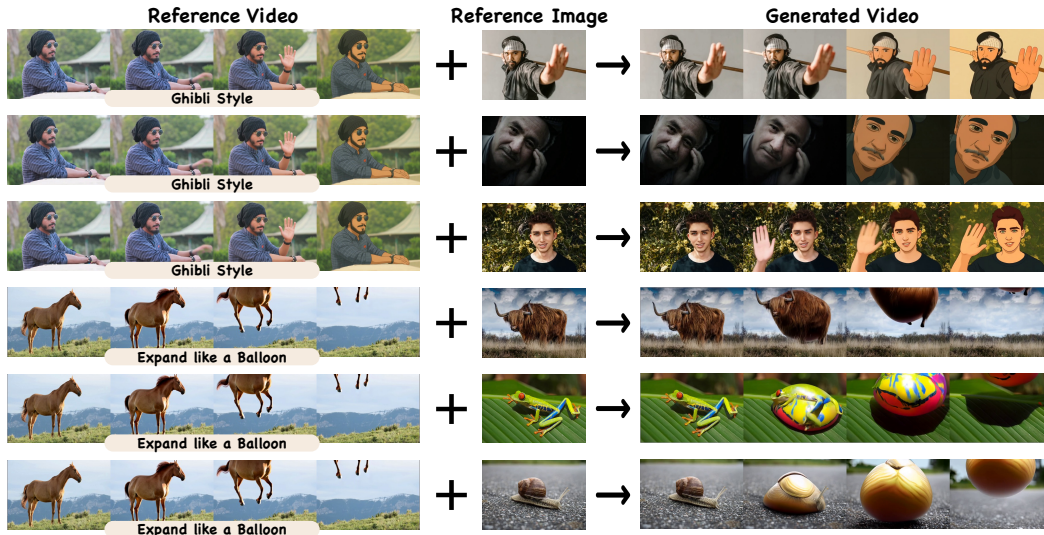 Reference Video
Reference Image
Generated Video
Ghibli Style
Ghibli Style
Ghibli Style
Expand like a Balloon
Expand like a Balloon
Expand like a Balloon